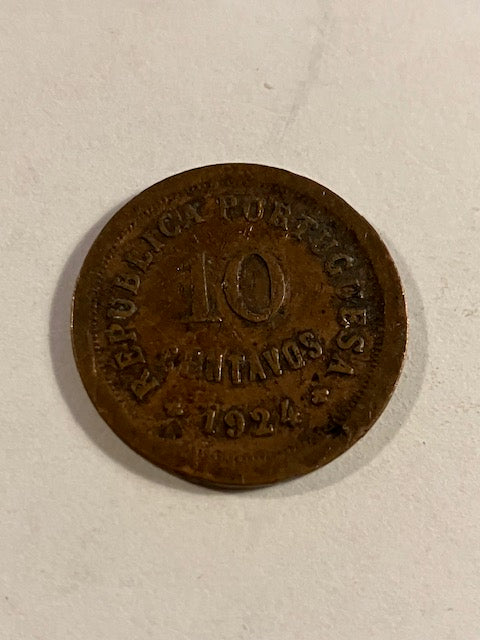 REPUBLICA PORTUGUESA
10
CENTAVOS
* 1924 *